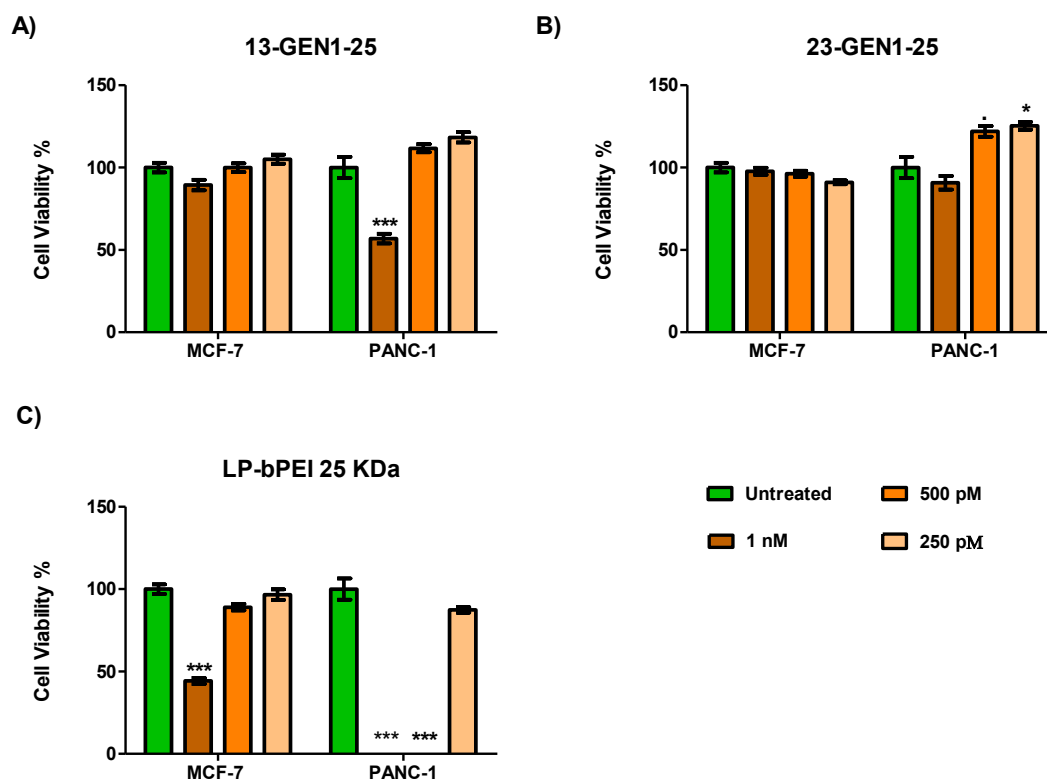 A)
13-GEN1-25
Cell Viability %
150
100
50
0
***
MCF-7 PANC-1
B)
23-GEN1-25
Cell Viability %
150
100
50
0
. *
MCF-7 PANC-1
C)
LP-bPEI 25 KDa
Cell Viability %
150
100
50
0
*** *** ***
MCF-7 PANC-1
Untreated 500 pM
1 nM 250 pM